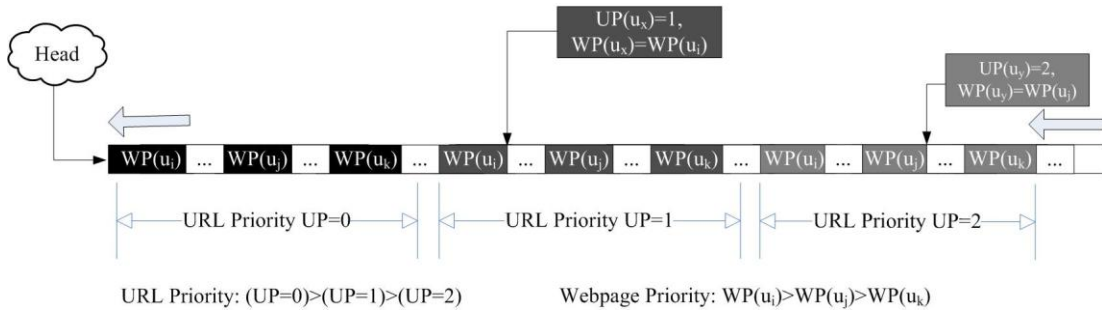 UP(uₓ)=1,
WP(uₓ)=WP(uᵢ)
Head
UP(u_y)=2,
WP(u_y)=WP(uⱼ)
WP(uᵢ) ... WP(uⱼ) ... WP(uₖ) ... WP(uᵢ) ... WP(uⱼ) ... WP(uₖ) ... WP(uᵢ) ... WP(uⱼ) ... WP(uₖ) ...
URL Priority UP=0 URL Priority UP=1 URL Priority UP=2
URL Priority: (UP=0)>(UP=1)>(UP=2) Webpage Priority: WP(uᵢ)>WP(uⱼ)>WP(uₖ)